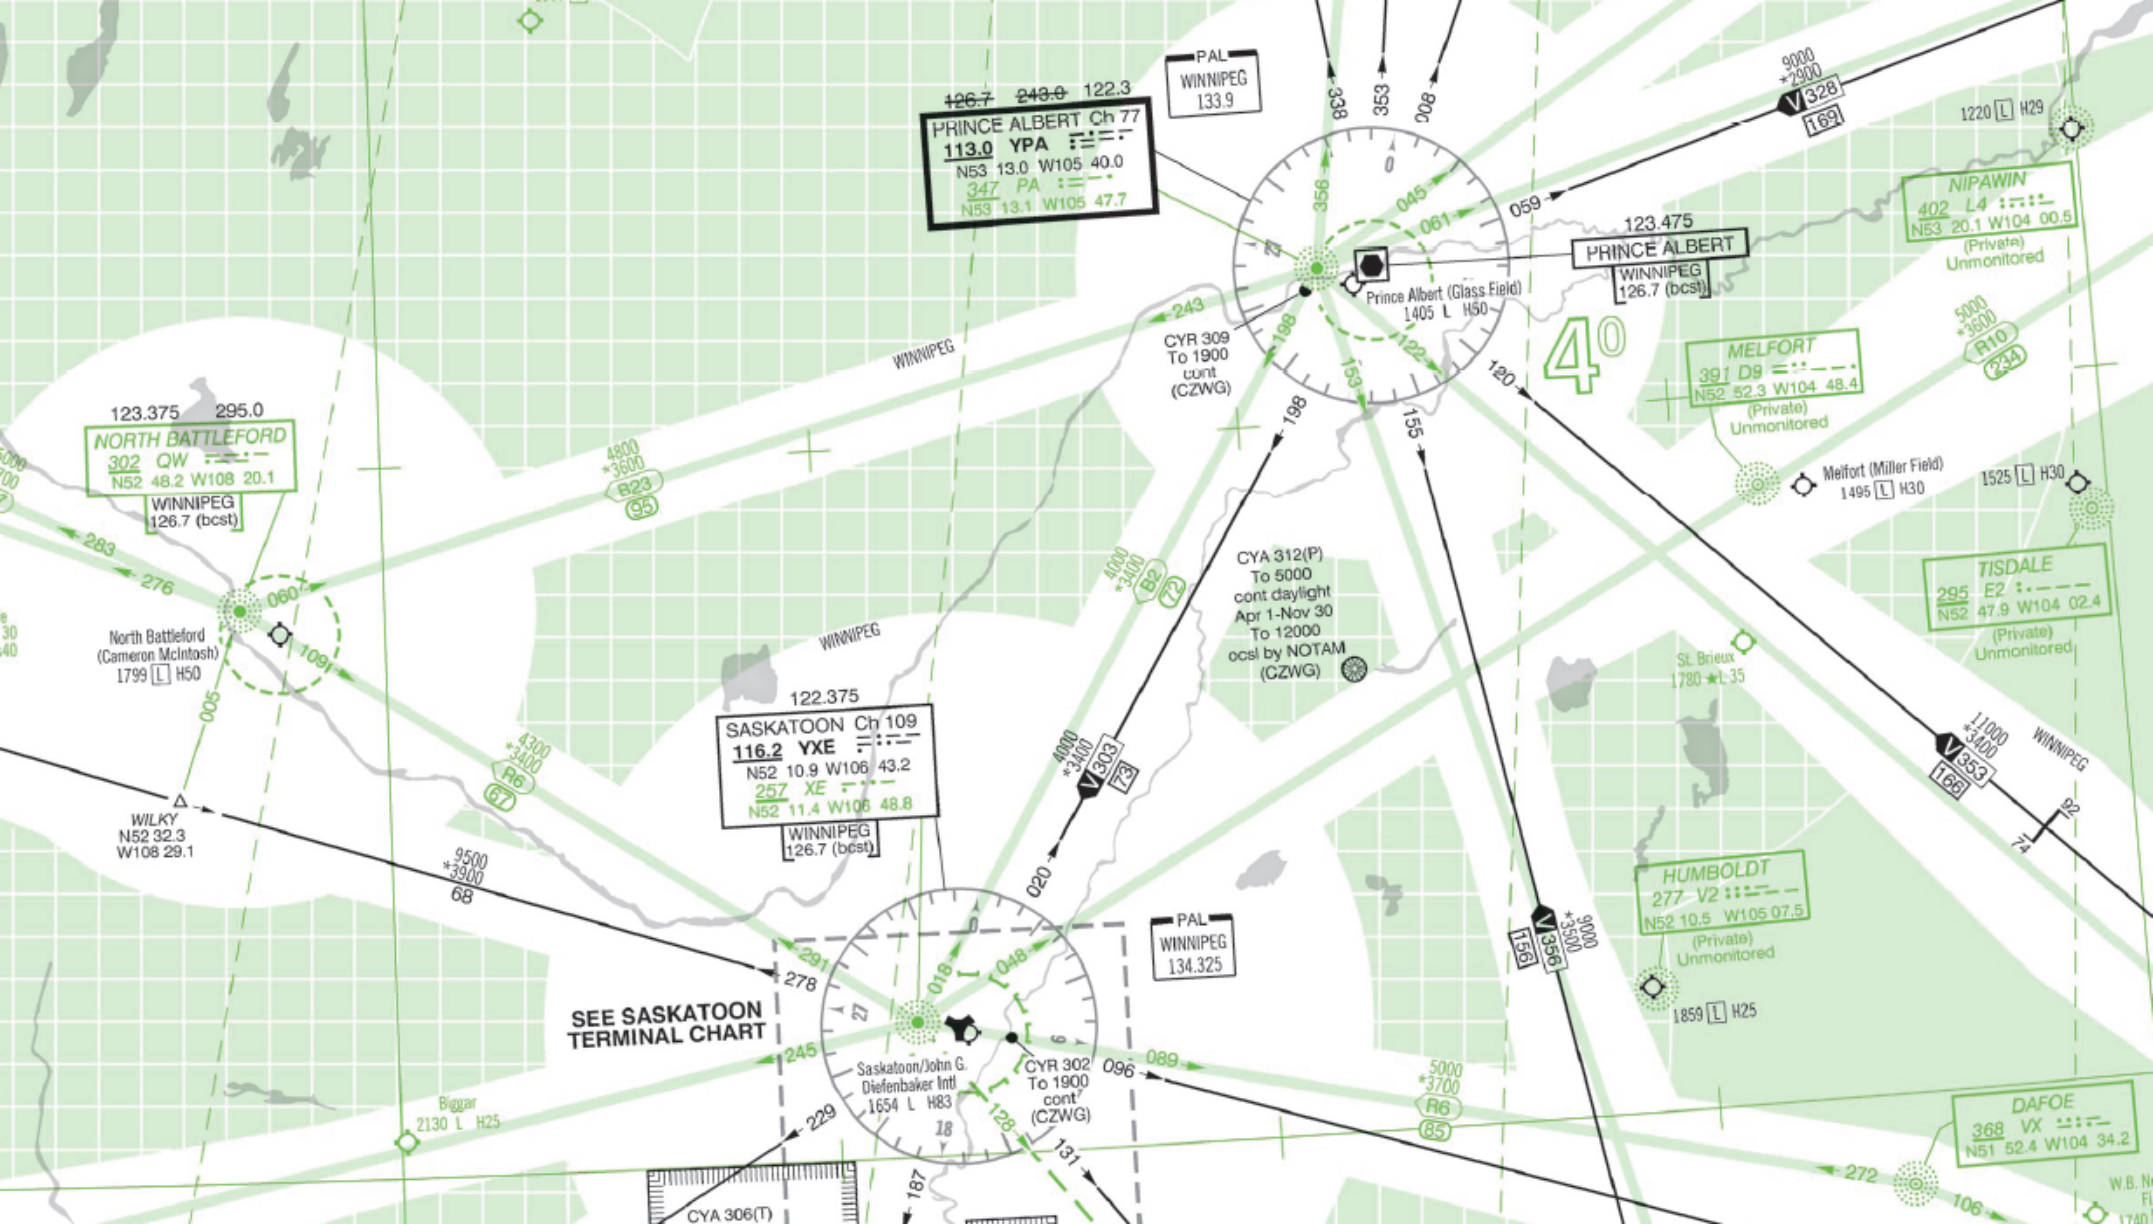 PAL
WINNIPEG
133.9
338
353
008
9000
*2900
V 328
169
126.7 243.0 122.3
PRINCE ALBERT Ch 77
113.0 YPA
N53 13.0 W105 40.0
347 PA
N53 13.1 W105 47.7
0
356
045
061
059
27
1220 L H29
NIPAWIN
402 L4
N53 20.1 W104 00.5
(Private)
Unmonitored
123.475
PRINCE ALBERT
WINNIPEG
126.7 (bcst)
Prince Albert (Glass Field)
1405 L H50
243
WINNIPEG
CYR 309
To 1900
cont
(CZWG)
198
153
122
120
40
5000
*3600
R10
234
MELFORT
391 D9
N52 52.3 W104 48.4
(Private)
Unmonitored
198
155
123.375 295.0
NORTH BATTLEFORD
302 QW
N52 48.2 W108 20.1
WINNIPEG
126.7 (bcst)
4800
*3600
B23
95
Melfort (Miller Field)
1495 L H30
1525 L H30
283
276
060
4000
*3400
B2
72
CYA 312(P)
To 5000
cont daylight
Apr 1-Nov 30
To 12000
ocsl by NOTAM
(CZWG)
TISDALE
295 E2
N52 47.9 W104 02.4
(Private)
Unmonitored
North Battleford
(Cameron McIntosh)
1799 L H50
109
005
WINNIPEG
St. Brieux
1780 L 35
122.375
SASKATOON Ch 109
116.2 YXE
N52 10.9 W106 43.2
257 XE
N52 11.4 W106 48.8
WINNIPEG
126.7 (bcst)
4300
*3400
R6
67
4000
*3400
V 303
73
11000
*3400
V 353
166
WINNIPEG
92
74
WILKY
N52 32.3
W108 29.1
9500
*3900
68
020
HUMBOLDT
277 V2
N52 10.5 W105 07.5
(Private)
Unmonitored
1859 L H25
9000
*3500
V 356
156
PAL
WINNIPEG
134.325
0
291
278
018
048
27
9
SEE SASKATOON
TERMINAL CHART
245
Saskatoon/John G.
Diefenbaker Intl
1654 L H83
CYR 302
To 1900
cont
(CZWG)
096
089
5000
*3700
R6
85
Biggar
2130 L H25
229
18
128
131
187
CYA 306(T)
DAFOE
368 VX
N51 52.4 W104 34.2
272
106